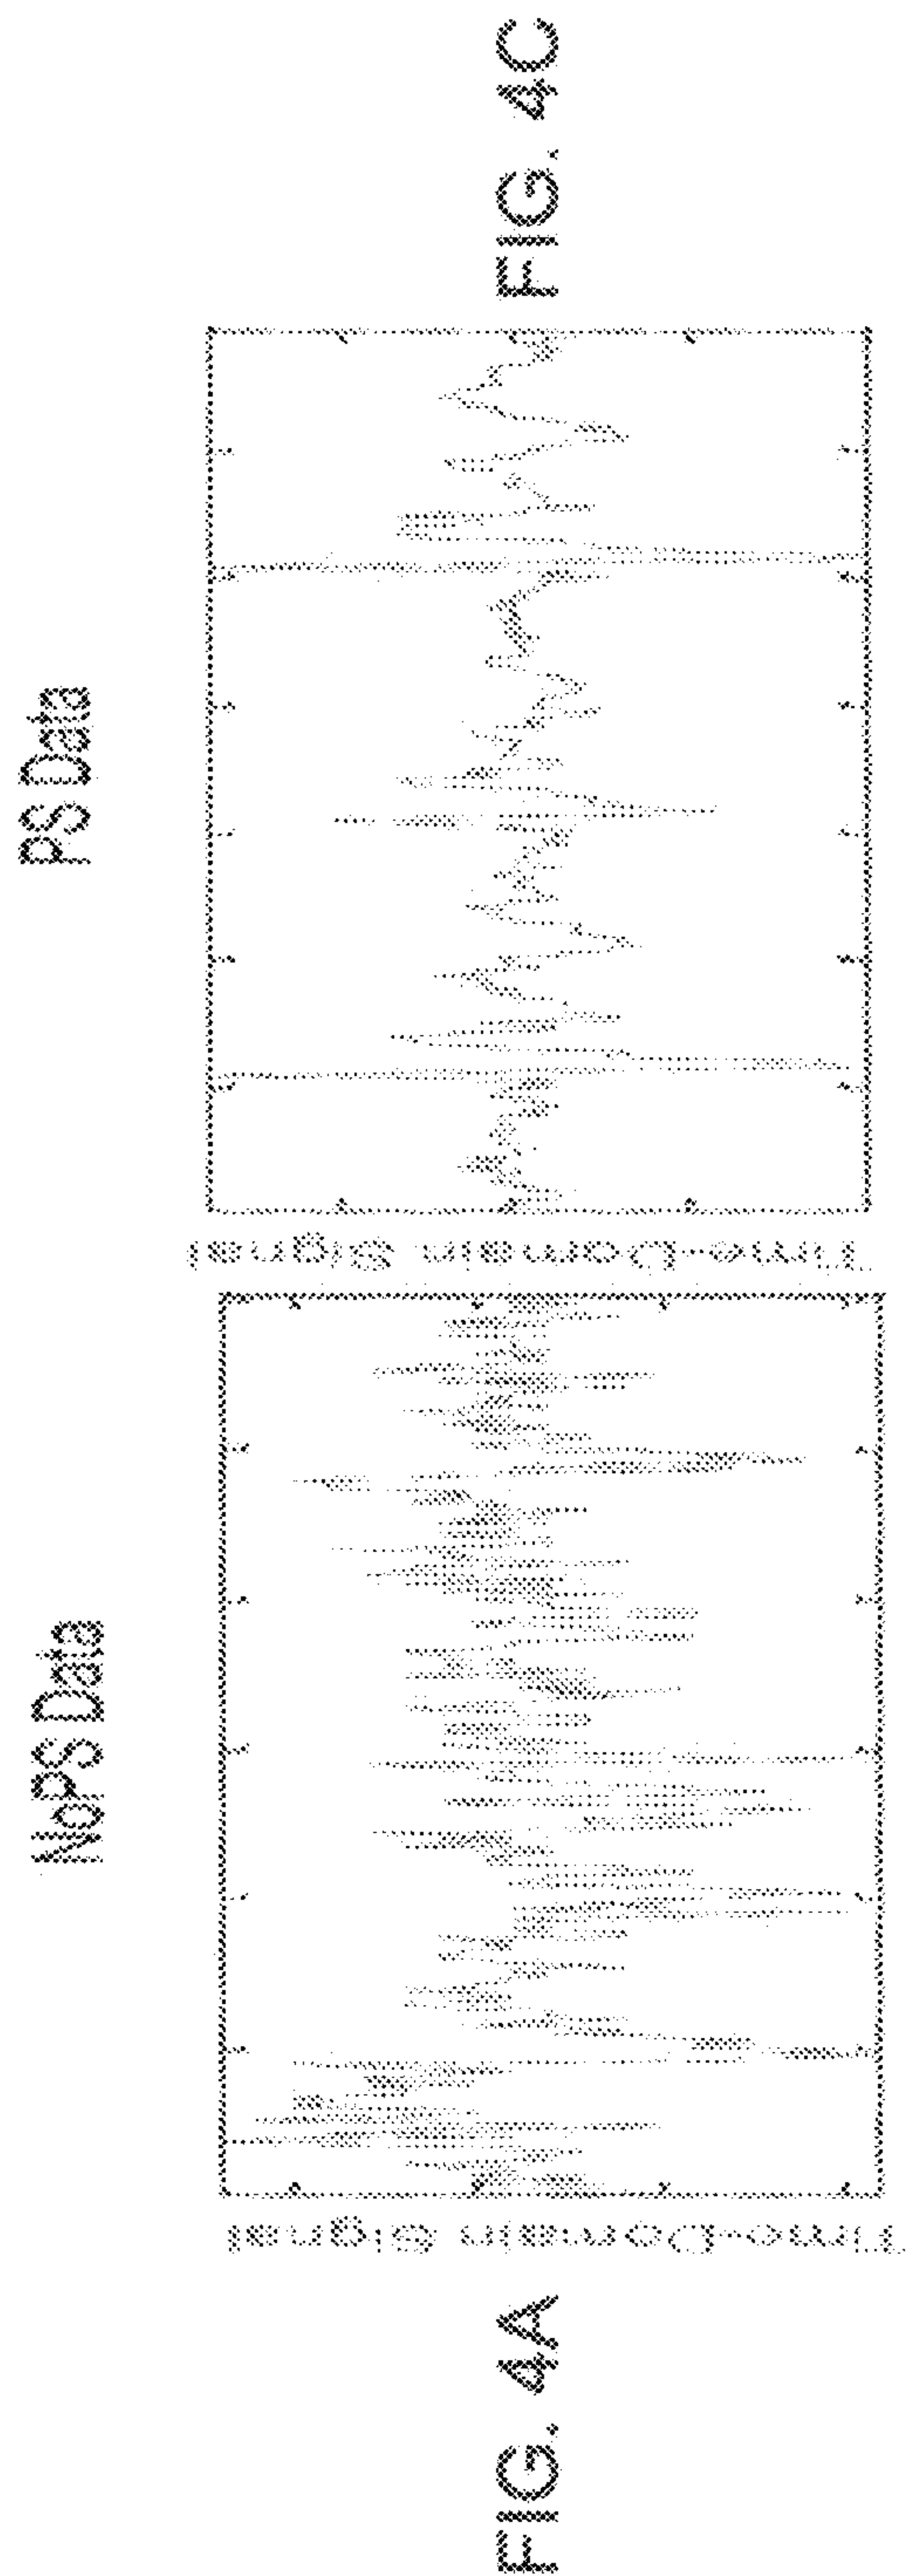 NoPS Data
PS Data
FIG. 4A
Time-Domain Signal
Time-Domain Signal
FIG. 4C